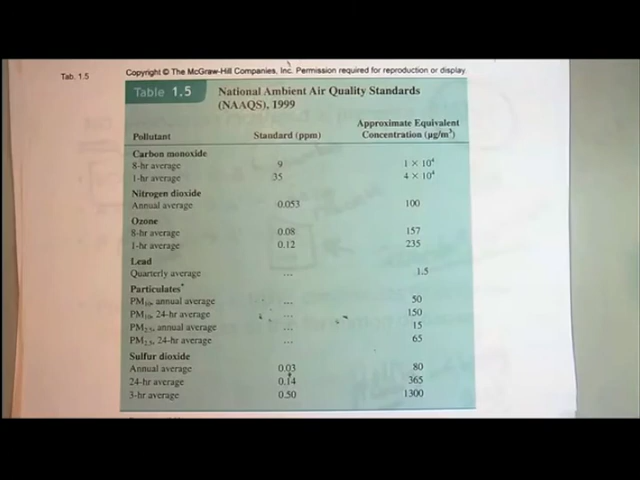 Tab. 1.5
Copyright © The McGraw-Hill Companies, Inc. Permission required for reproduction or display.
Table 1.5 National Ambient Air Quality Standards
(NAAQS), 1999
Approximate Equivalent
Pollutant Standard (ppm) Concentration (µg/m³)
Carbon monoxide
8-hr average 9 1 × 10⁴
1-hr average 35 4 × 10⁴
Nitrogen dioxide
Annual average 0.053 100
Ozone
8-hr average 0.08 157
1-hr average 0.12 235
Lead
Quarterly average ... 1.5
Particulates*
PM₁₀, annual average ... 50
PM₁₀, 24-hr average ... 150
PM₂.₅, annual average ... 15
PM₂.₅, 24-hr average ... 65
Sulfur dioxide
Annual average 0.03 80
24-hr average 0.14 365
3-hr average 0.50 1300